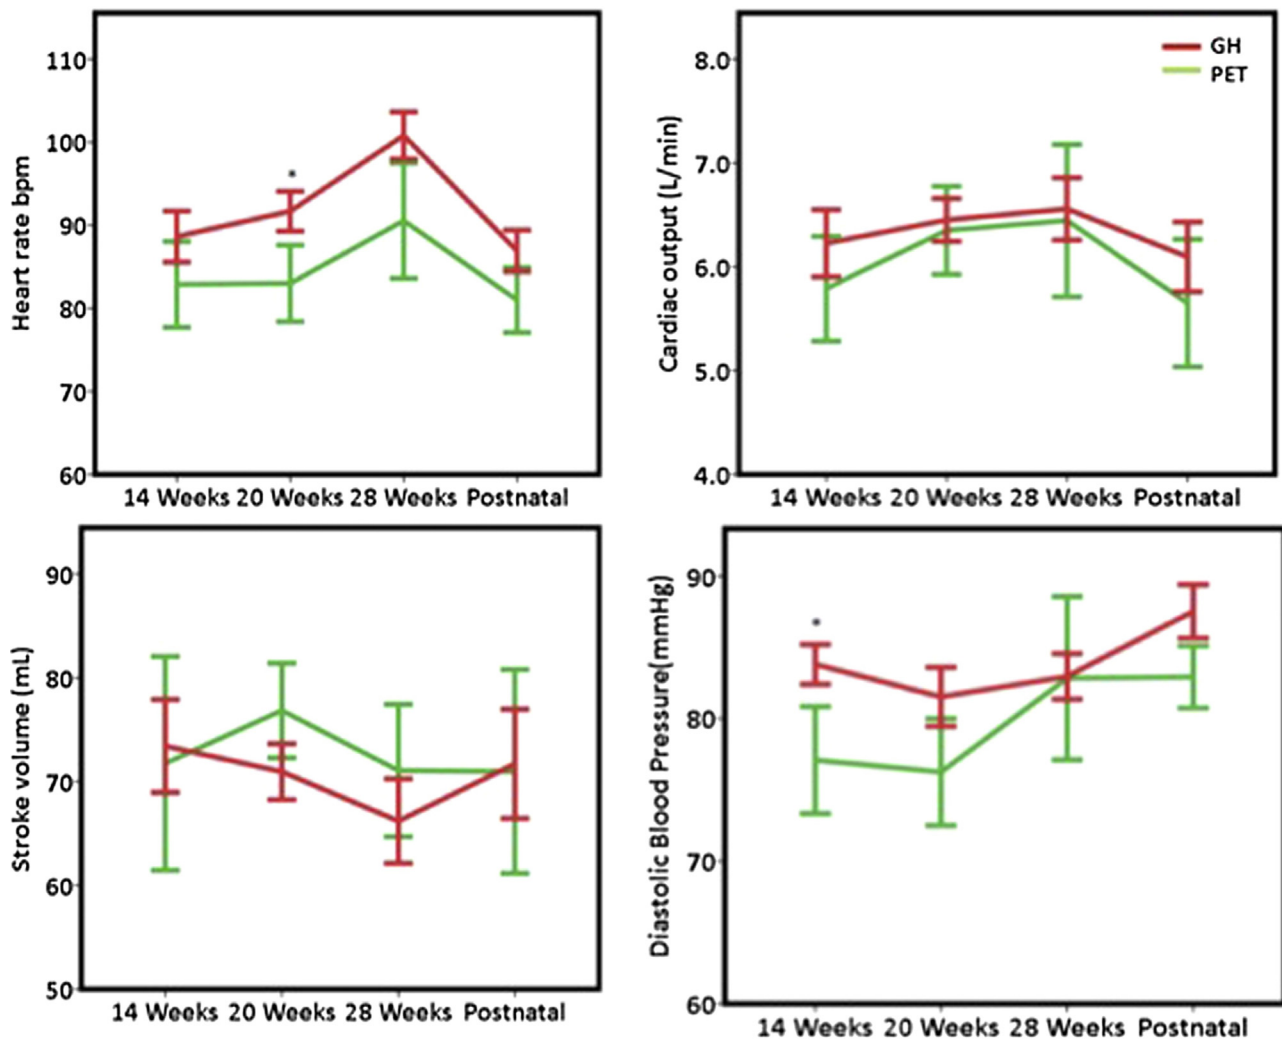 Heart rate bpm
110
100
90
80
70
60
*
14 Weeks 20 Weeks 28 Weeks Postnatal
Cardiac output (L/min)
8.0
7.0
6.0
5.0
4.0
GH
PET
14 Weeks 20 Weeks 28 Weeks Postnatal
Stroke volume (mL)
90
80
70
60
50
14 Weeks 20 Weeks 28 Weeks Postnatal
Diastolic Blood Pressure(mmHg)
90
80
70
60
*
14 Weeks 20 Weeks 28 Weeks Postnatal